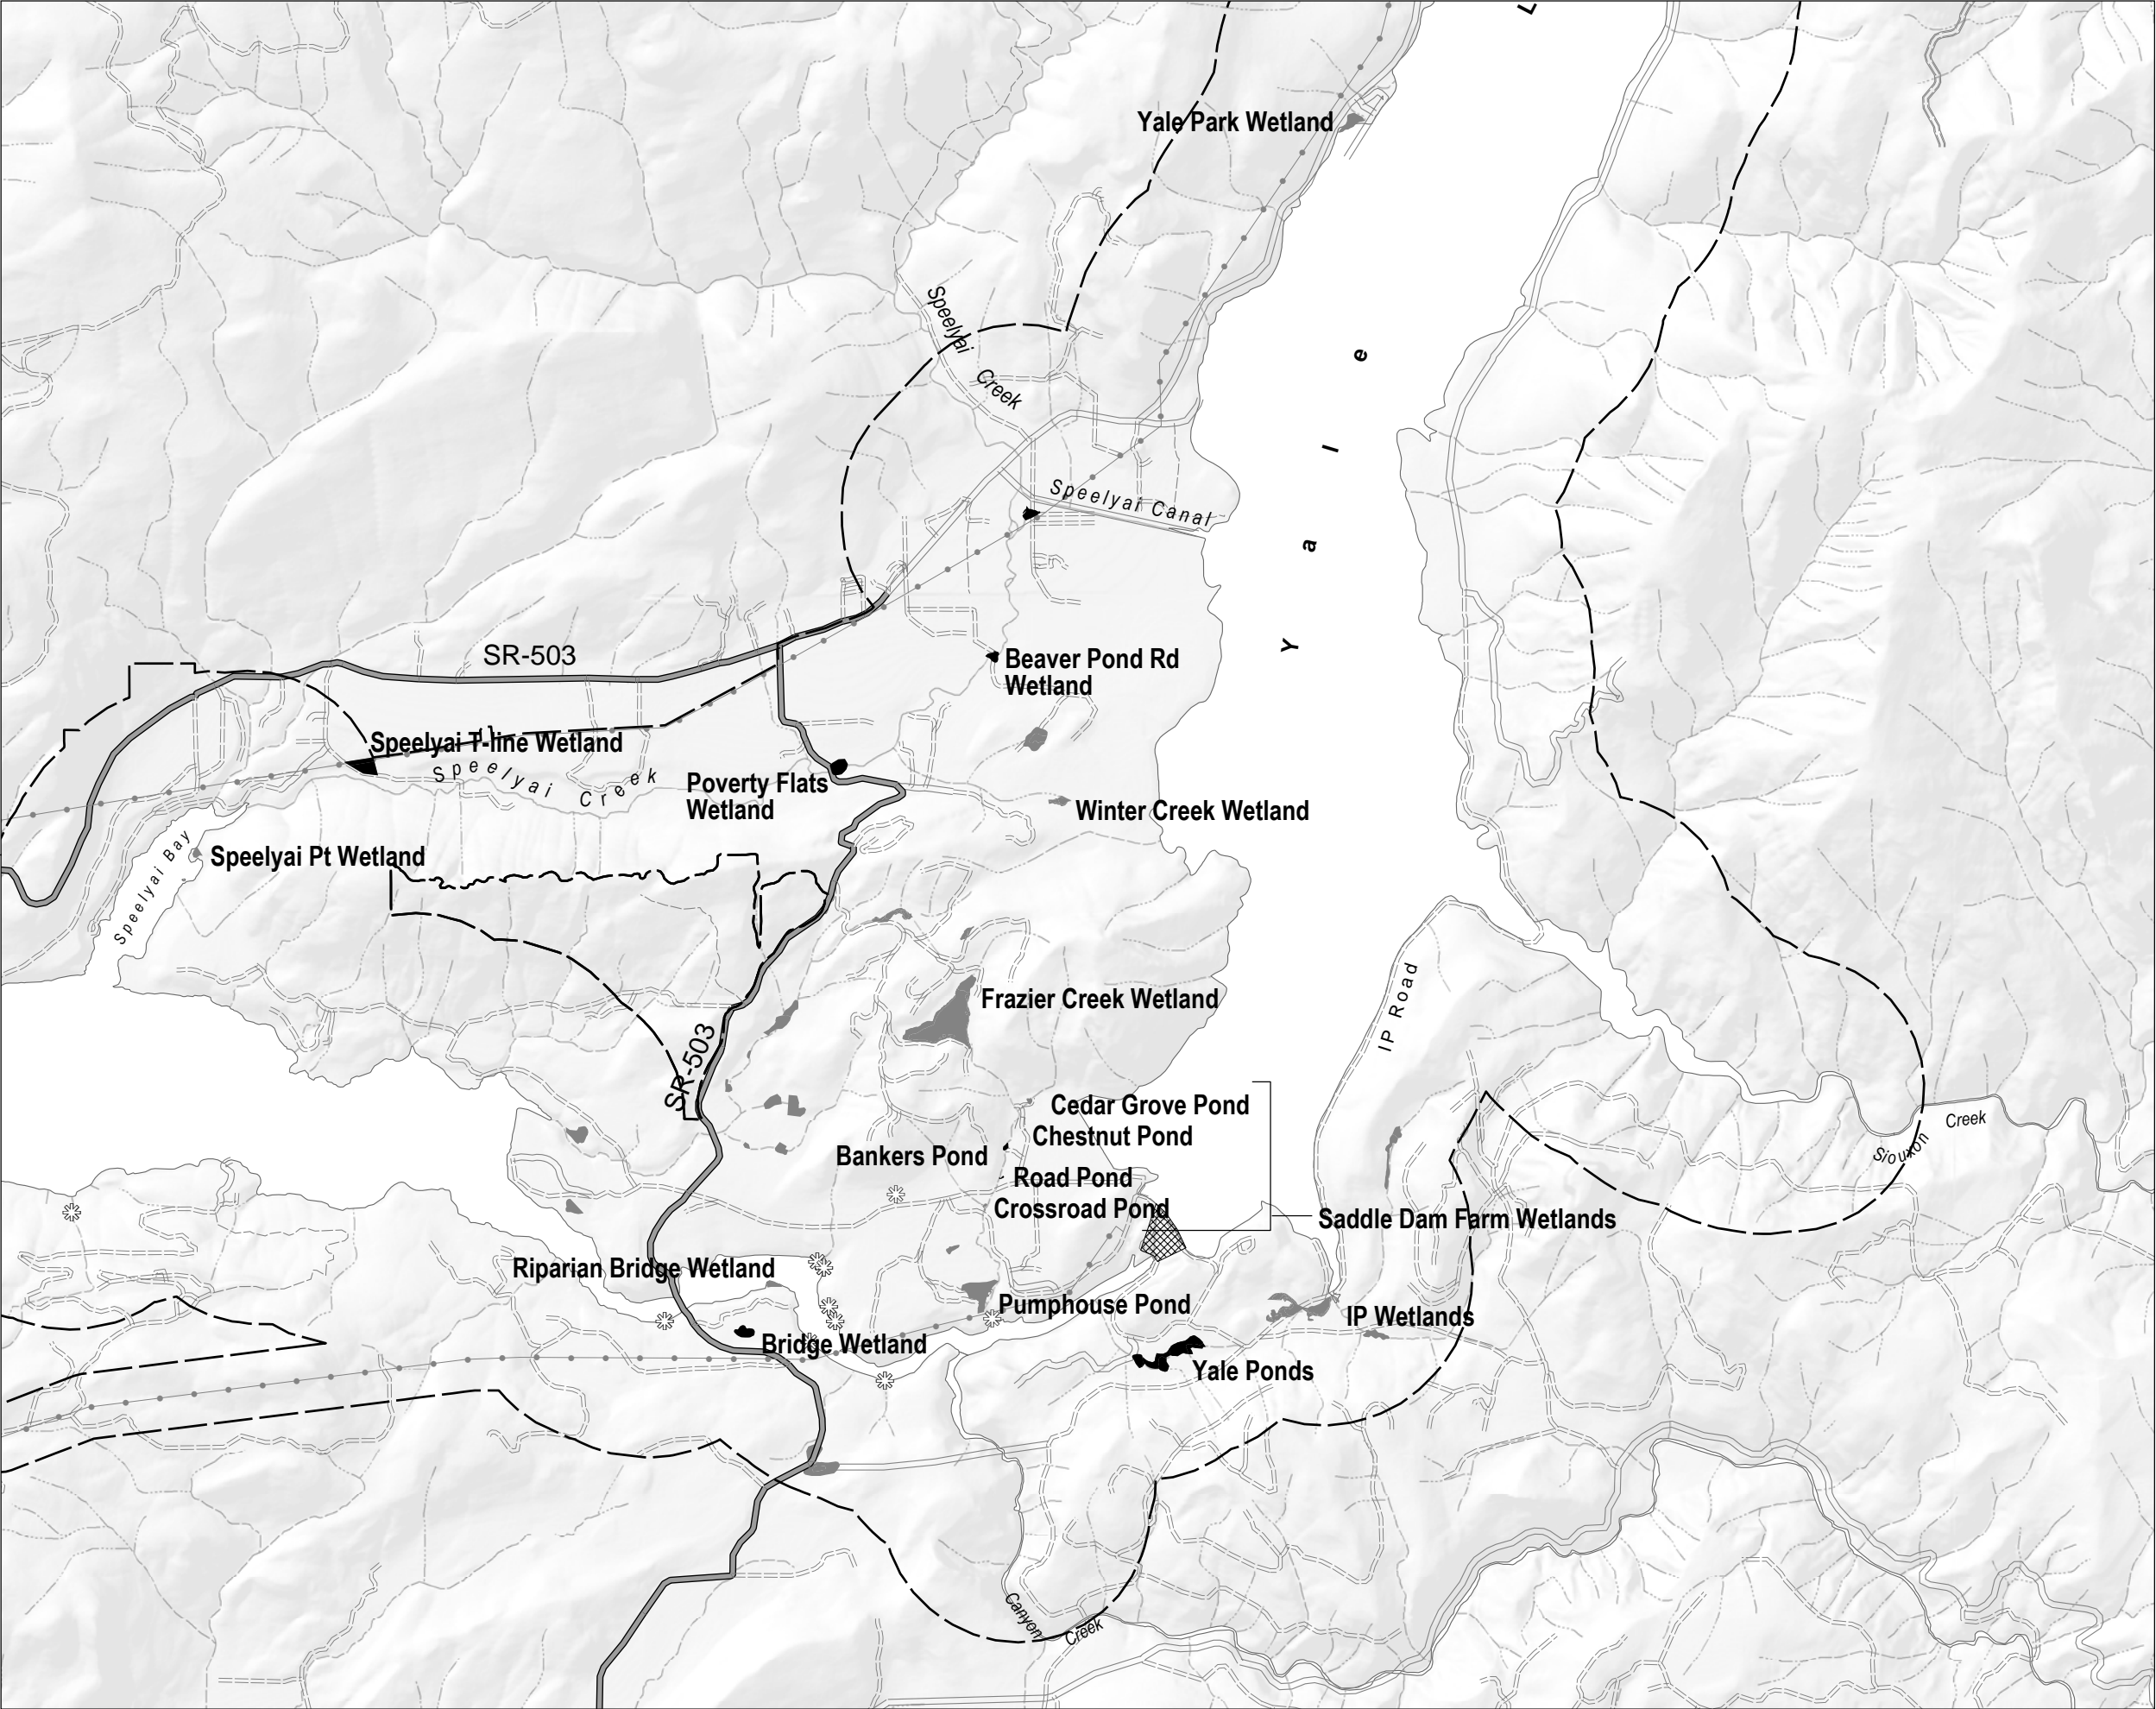 L
Yale Park Wetland
Speelyai
Creek
e
l
a
Y
Speelyai Canal
SR-503
Beaver Pond Rd
Wetland
Speelyai T-line Wetland
Speelyai Creek
Poverty Flats
Wetland
Winter Creek Wetland
Speelyai Pt Wetland
Speelyai Bay
IP Road
Frazier Creek Wetland
SR-503
Cedar Grove Pond
Chestnut Pond
Bankers Pond
Road Pond
Crossroad Pond
Saddle Dam Farm Wetlands
Siouxon
Creek
Riparian Bridge Wetland
Pumphouse Pond
IP Wetlands
Bridge Wetland
Yale Ponds
Canyon
Creek